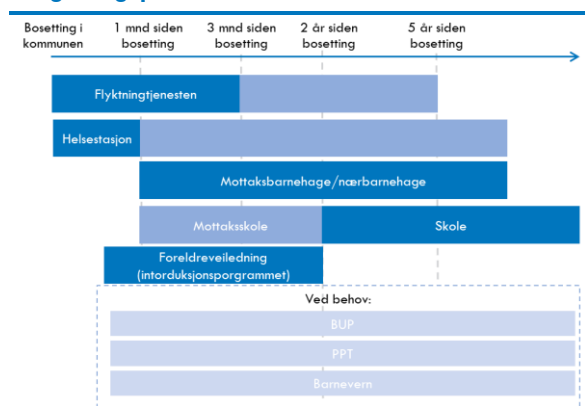 Bosetting i
kommunen
1 mnd siden
bosetting
3 mnd siden
bosetting
2 år siden
bosetting
5 år siden
bosetting
Flyktningtjenesten
Helsestasjon
Mottaksbarnehage/nærbarnehage
Mottaksskole
Skole
Foreldreveiledning
(intorduksjonsporgrammet)
Ved behov:
BUP
PPT
Barnevern